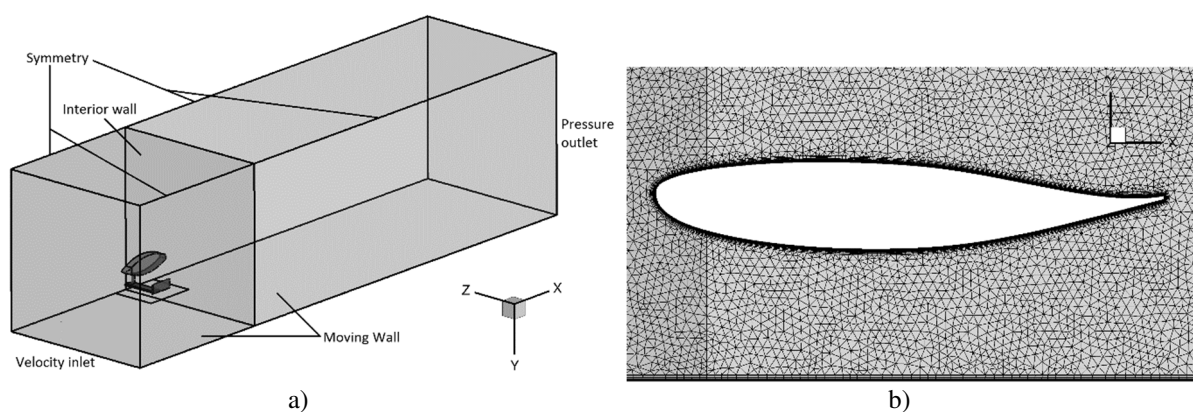 Symmetry
Interior wall
Pressure
outlet
Z
X
Moving Wall
Velocity inlet
Y
a)
X
b)